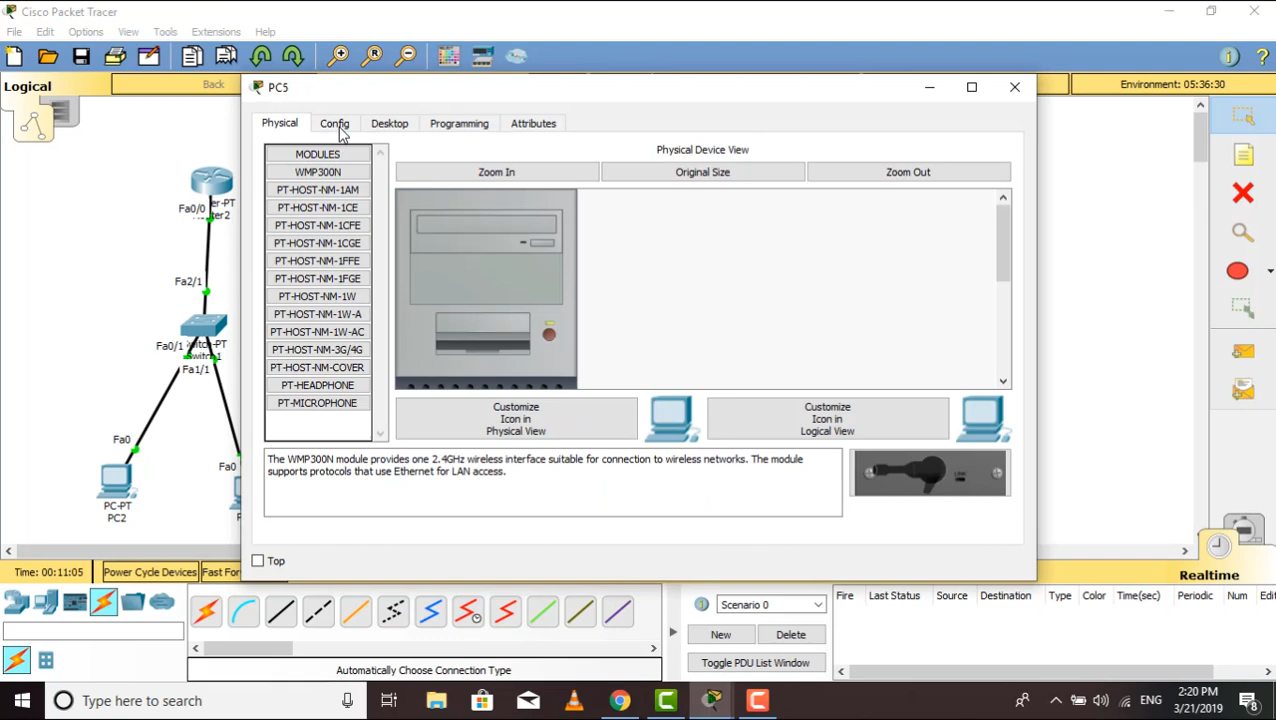 Cisco Packet Tracer
File Edit Options View Tools Extensions Help
Logical
Back
Environment: 05:36:30
PC5
Physical Config Desktop Programming Attributes
MODULES
WMP300N
PT-HOST-NM-1AM
PT-HOST-NM-1CE
PT-HOST-NM-1CFE
PT-HOST-NM-1CGE
PT-HOST-NM-1FFE
PT-HOST-NM-1FGE
PT-HOST-NM-1W
PT-HOST-NM-1W-A
PT-HOST-NM-1W-AC
PT-HOST-NM-3G/4G
PT-HOST-NM-COVER
PT-HEADPHONE
PT-MICROPHONE
Physical Device View
Zoom In Original Size Zoom Out
Customize
Icon in
Physical View
Customize
Icon in
Logical View
The WMP300N module provides one 2.4GHz wireless interface suitable for connection to wireless networks. The module
supports protocols that use Ethernet for LAN access.
Top
Fa0/0
Fa2/1
Fa0/1
Fa1/1
Fa0
Fa0
PC-PT
PC2
Time: 00:11:05 Power Cycle Devices Fast For
Realtime
Automatically Choose Connection Type
Scenario 0
New Delete
Toggle PDU List Window
Fire Last Status Source Destination Type Color Time(sec) Periodic Num Edi
Type here to search
ENG
2:20 PM
3/21/2019
8